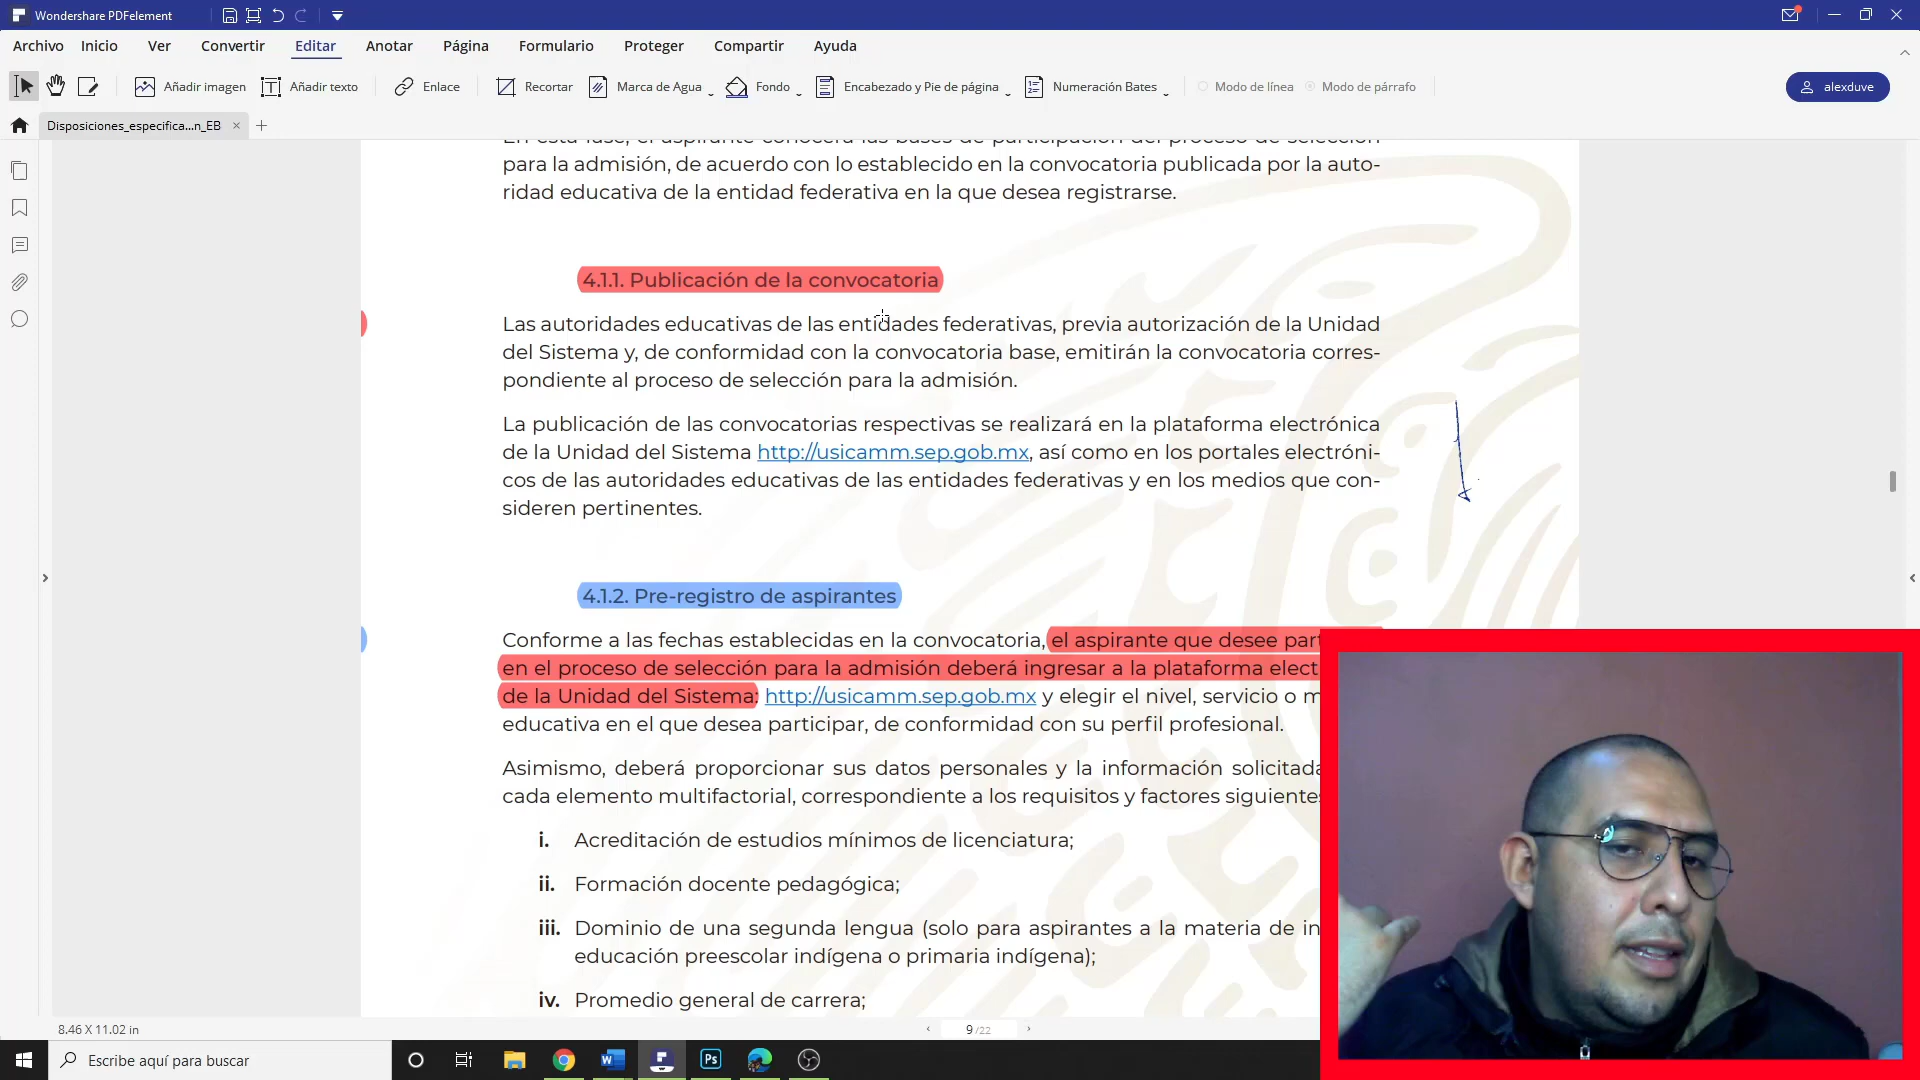 Wondershare PDFelement
Archivo Inicio Ver Convertir Editar Anotar Página Formulario Proteger Compartir Ayuda
Añadir imagen Añadir texto Enlace Recortar Marca de Agua Fondo Encabezado y Pie de página Numeración Bates Modo de línea Modo de párrafo alexduve
Disposiciones_especifica...n_EB
para la admisión, de acuerdo con lo establecido en la convocatoria publicada por la auto-
ridad educativa de la entidad federativa en la que desea registrarse.
4.1.1. Publicación de la convocatoria
Las autoridades educativas de las entidades federativas, previa autorización de la Unidad
del Sistema y, de conformidad con la convocatoria base, emitirán la convocatoria corres-
pondiente al proceso de selección para la admisión.
La publicación de las convocatorias respectivas se realizará en la plataforma electrónica
de la Unidad del Sistema http://usicamm.sep.gob.mx, así como en los portales electróni-
cos de las autoridades educativas de las entidades federativas y en los medios que con-
sideren pertinentes.
4.1.2. Pre-registro de aspirantes
Conforme a las fechas establecidas en la convocatoria, el aspirante que desee part
en el proceso de selección para la admisión deberá ingresar a la plataforma elect
de la Unidad del Sistema: http://usicamm.sep.gob.mx y elegir el nivel, servicio o m
educativa en el que desea participar, de conformidad con su perfil profesional.
Asimismo, deberá proporcionar sus datos personales y la información solicitada
cada elemento multifactorial, correspondiente a los requisitos y factores siguientes
i. Acreditación de estudios mínimos de licenciatura;
ii. Formación docente pedagógica;
iii. Dominio de una segunda lengua (solo para aspirantes a la materia de in
educación preescolar indígena o primaria indígena);
iv. Promedio general de carrera;
8.46 X 11.02 in
9 /22
Escribe aquí para buscar